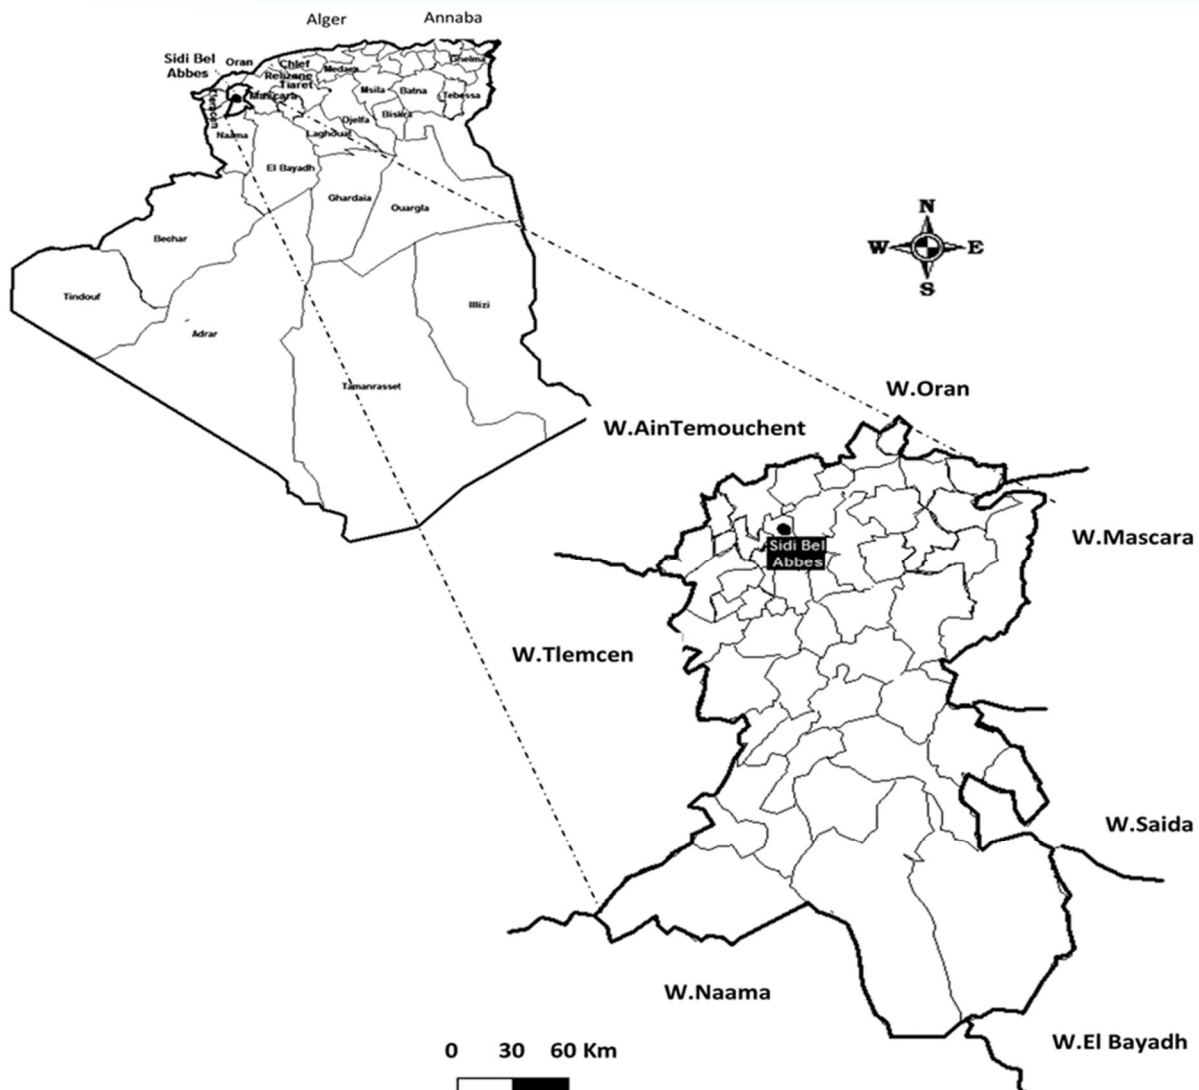 Alger
Annaba
Sidi Bel
Abbes
Oran
Chlef
Relizane
Tiaret
Mascara
Medaea
Ghelma
Msila
Batna
Tebessa
Biskra
Djelfa
Laghouat
Naama
El Bayadh
Ghardaia
Ouargla
Bechar
Tindouf
Adrar
Illizi
Tamanrasset
N
W
E
S
W.Oran
W.AinTemouchent
Sidi Bel
Abbes
W.Mascara
W.Tlemcen
W.Saida
W.Naama
W.El Bayadh
0 30 60 Km